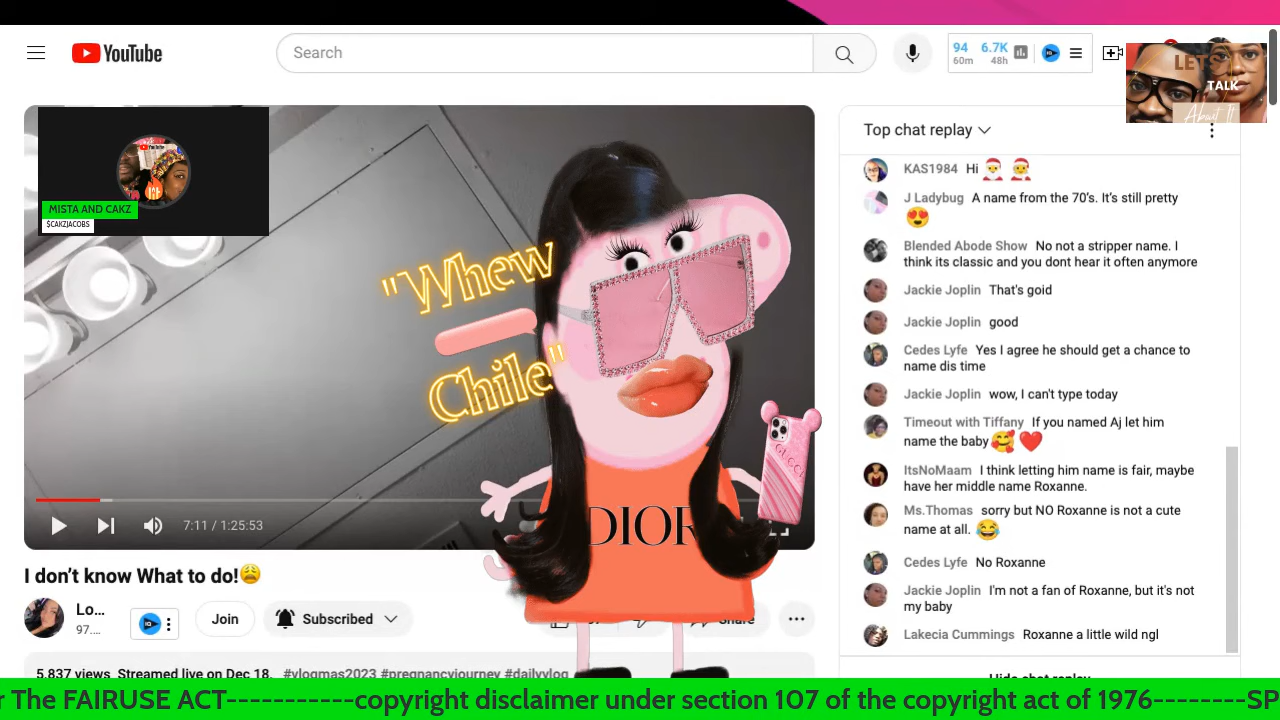 YouTube
Search
94
60m
6.7K
48h
LETS
TALK
About It
MISTA AND CAKZ
$CAKZJACOBS
"Whew
Chile"
DIOR
GUCCI
7:11 / 1:25:53
I don't know What to do!😩
Lo...
97....
Join
Subscribed
Share
5,837 views Streamed live on Dec 18, #vlogmas2023 #pregnancyjourney #dailyvlog
Top chat replay
KAS1984 Hi 🎅 🤶
J Ladybug A name from the 70's. It's still pretty
😍
Blended Abode Show No not a stripper name. I
think its classic and you dont hear it often anymore
Jackie Joplin That's goid
Jackie Joplin good
Cedes Lyfe Yes I agree he should get a chance to
name dis time
Jackie Joplin wow, I can't type today
Timeout with Tiffany If you named Aj let him
name the baby 🥰 ❤️
ItsNoMaam I think letting him name is fair, maybe
have her middle name Roxanne.
Ms.Thomas sorry but NO Roxanne is not a cute
name at all. 😂
Cedes Lyfe No Roxanne
Jackie Joplin I'm not a fan of Roxanne, but it's not
my baby
Lakecia Cummings Roxanne a little wild ngl
Hide chat replay
r The FAIRUSE ACT-----------copyright disclaimer under section 107 of the copyright act of 1976--------SP